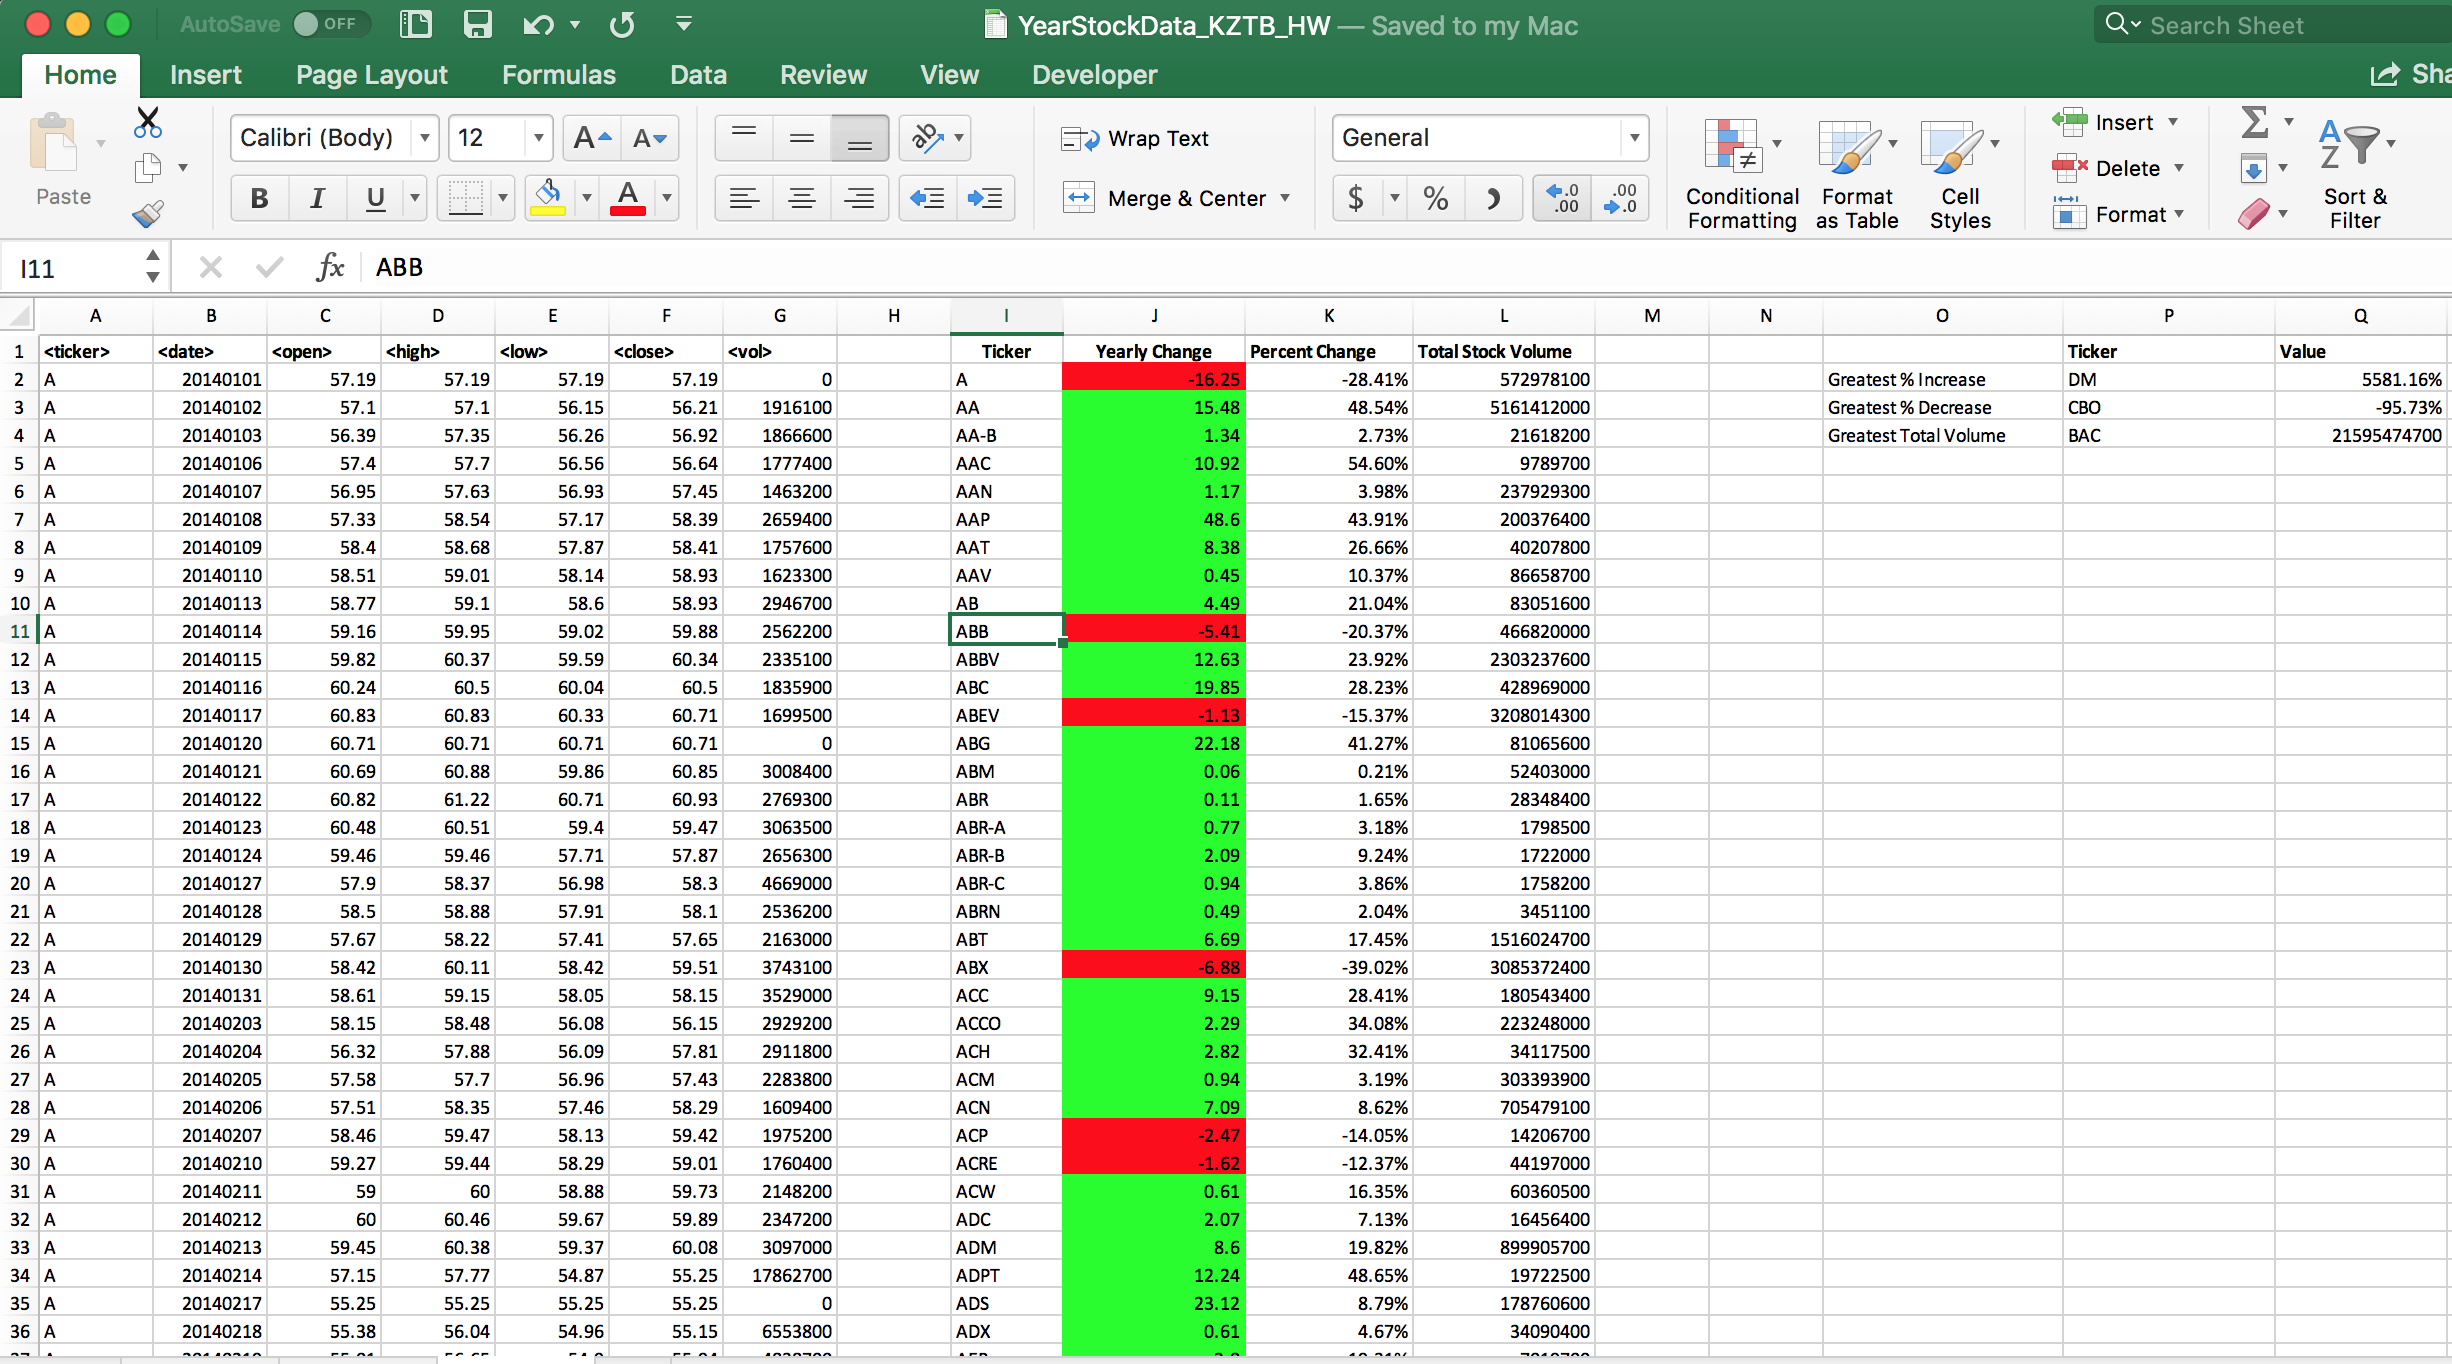 AutoSave OFF YearStockData_KZTB_HW — Saved to my Mac Search Sheet
Home Insert Page Layout Formulas Data Review View Developer Sha
Calibri (Body) 12 Wrap Text General Insert
Paste Merge & Center Conditional Formatting Format as Table Cell Styles Delete Format Sort & Filter
I11 fx ABB
A B C D E F G H I J K L M N O P Q
1 <ticker> <date> <open> <high> <low> <close> <vol> Ticker Yearly Change Percent Change Total Stock Volume Ticker Value
2 A 20140101 57.19 57.19 57.19 57.19 0 A -16.25 -28.41% 572978100 Greatest % Increase DM 5581.16%
3 A 20140102 57.1 57.1 56.15 56.21 1916100 AA 15.48 48.54% 5161412000 Greatest % Decrease CBO -95.73%
4 A 20140103 56.39 57.35 56.26 56.92 1866600 AA-B 1.34 2.73% 21618200 Greatest Total Volume BAC 21595474700
5 A 20140106 57.4 57.7 56.56 56.64 1777400 AAC 10.92 54.60% 9789700
6 A 20140107 56.95 57.63 56.93 57.45 1463200 AAN 1.17 3.98% 237929300
7 A 20140108 57.33 58.54 57.17 58.39 2659400 AAP 48.6 43.91% 200376400
8 A 20140109 58.4 58.68 57.87 58.41 1757600 AAT 8.38 26.66% 40207800
9 A 20140110 58.51 59.01 58.14 58.93 1623300 AAV 0.45 10.37% 86658700
10 A 20140113 58.77 59.1 58.6 58.93 2946700 AB 4.49 21.04% 83051600
11 A 20140114 59.16 59.95 59.02 59.88 2562200 ABB -5.41 -20.37% 466820000
12 A 20140115 59.82 60.37 59.59 60.34 2335100 ABBV 12.63 23.92% 2303237600
13 A 20140116 60.24 60.5 60.04 60.5 1835900 ABC 19.85 28.23% 428969000
14 A 20140117 60.83 60.83 60.33 60.71 1699500 ABEV -1.13 -15.37% 3208014300
15 A 20140120 60.71 60.71 60.71 60.71 0 ABG 22.18 41.27% 81065600
16 A 20140121 60.69 60.88 59.86 60.85 3008400 ABM 0.06 0.21% 52403000
17 A 20140122 60.82 61.22 60.71 60.93 2769300 ABR 0.11 1.65% 28348400
18 A 20140123 60.48 60.51 59.4 59.47 3063500 ABR-A 0.77 3.18% 1798500
19 A 20140124 59.46 59.46 57.71 57.87 2656300 ABR-B 2.09 9.24% 1722000
20 A 20140127 57.9 58.37 56.98 58.3 4669000 ABR-C 0.94 3.86% 1758200
21 A 20140128 58.5 58.88 57.91 58.1 2536200 ABRN 0.49 2.04% 3451100
22 A 20140129 57.67 58.22 57.41 57.65 2163000 ABT 6.69 17.45% 1516024700
23 A 20140130 58.42 60.11 58.42 59.51 3743100 ABX -6.88 -39.02% 3085372400
24 A 20140131 58.61 59.15 58.05 58.15 3529000 ACC 9.15 28.41% 180543400
25 A 20140203 58.15 58.48 56.08 56.15 2929200 ACCO 2.29 34.08% 223248000
26 A 20140204 56.32 57.88 56.09 57.81 2911800 ACH 2.82 32.41% 34117500
27 A 20140205 57.58 57.7 56.96 57.43 2283800 ACM 0.94 3.19% 303393900
28 A 20140206 57.51 58.35 57.46 58.29 1609400 ACN 7.09 8.62% 705479100
29 A 20140207 58.46 59.47 58.13 59.42 1975200 ACP -2.47 -14.05% 14206700
30 A 20140210 59.27 59.44 58.29 59.01 1760400 ACRE -1.62 -12.37% 44197000
31 A 20140211 59 60 58.88 59.73 2148200 ACW 0.61 16.35% 60360500
32 A 20140212 60 60.46 59.67 59.89 2347200 ADC 2.07 7.13% 16456400
33 A 20140213 59.45 60.38 59.37 60.08 3097000 ADM 8.6 19.82% 899905700
34 A 20140214 57.15 57.77 54.87 55.25 17862700 ADPT 12.24 48.65% 19722500
35 A 20140217 55.25 55.25 55.25 55.25 0 ADS 23.12 8.79% 178760600
36 A 20140218 55.38 56.04 54.96 55.15 6553800 ADX 0.61 4.67% 34090400